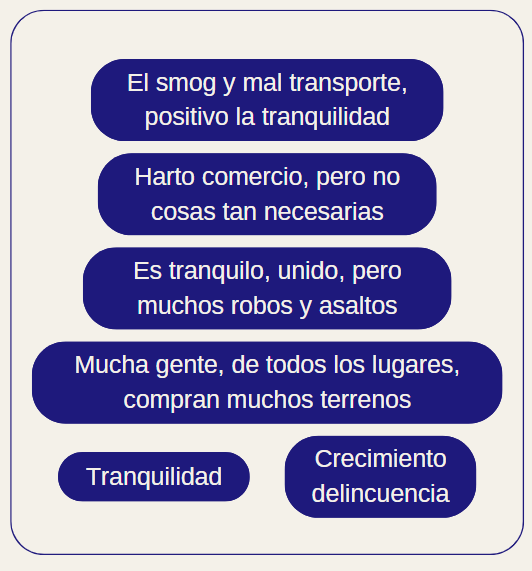 El smog y mal transporte,
positivo la tranquilidad
Harto comercio, pero no
cosas tan necesarias
Es tranquilo, unido, pero
muchos robos y asaltos
Mucha gente, de todos los lugares,
compran muchos terrenos
Tranquilidad
Crecimiento
delincuencia